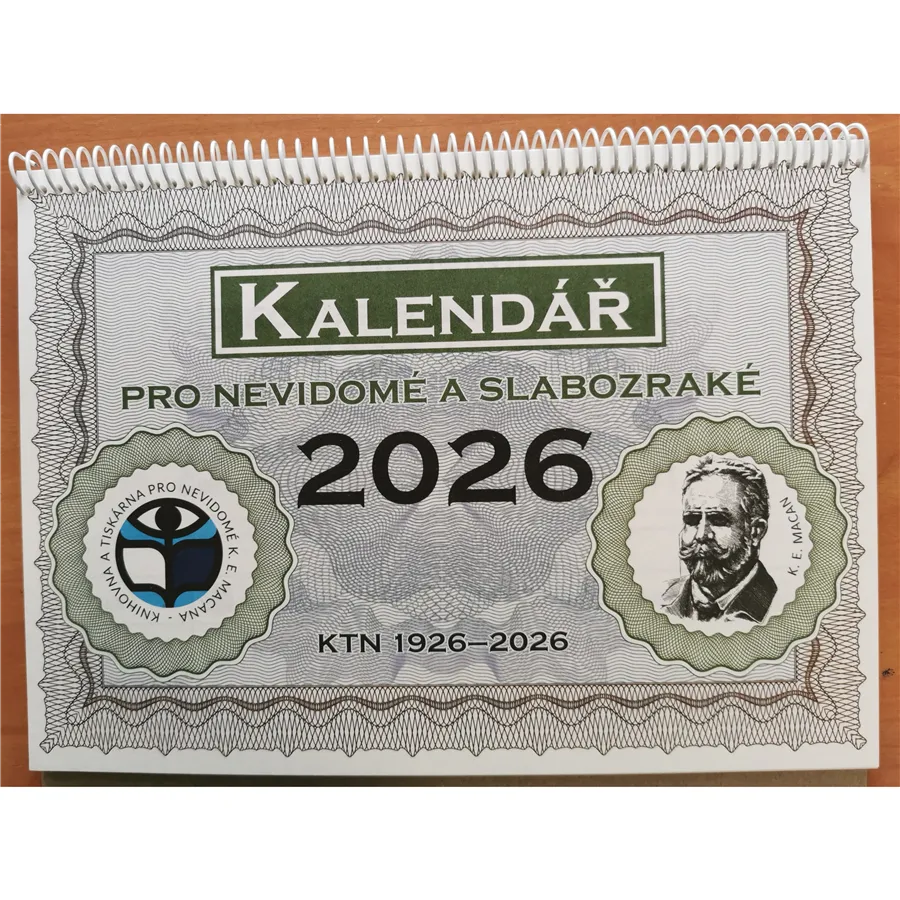 KALENDÁŘ
PRO NEVIDOMÉ A SLABOZRAKÉ
2026
KNIHOVNA A TISKÁRNA PRO NEVIDOMÉ K. E. MACANA -
K. E. MACAN
KTN 1926–2026